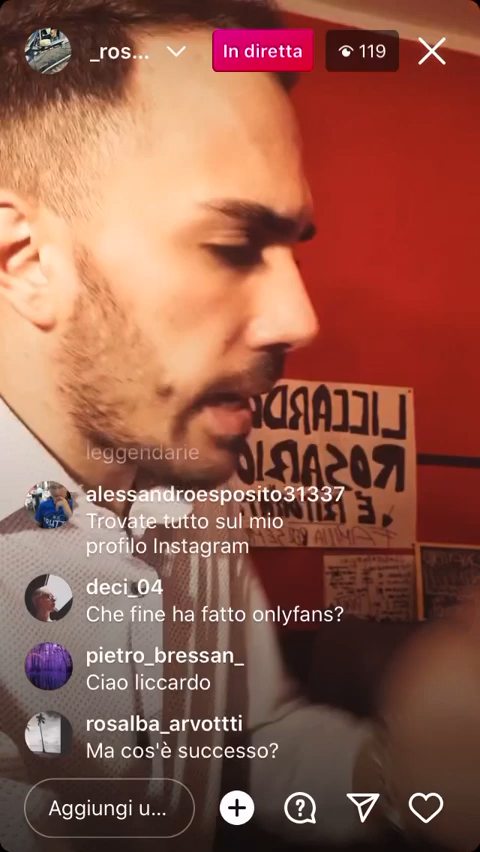 _ros...
In diretta
119
LICCARDO
ROSARIO
È
leggendarie
alessandroesposito31337
Trovate tutto sul mio
profilo Instagram
deci_04
Che fine ha fatto onlyfans?
pietro_bressan_
Ciao liccardo
rosalba_arvottti
Ma cos'è successo?
Aggiungi u...